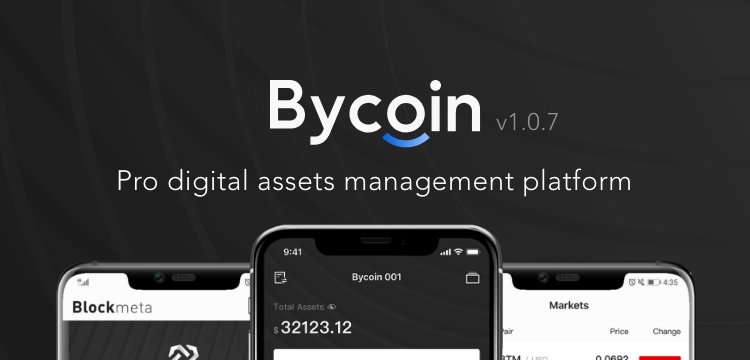 Bycoin v1.0.7
Pro digital assets management platform
9:41
Bycoin 001
Total Assets
$ 32123.12
Blockmeta
4:35
Markets
Price Change
/ USD 0.0692